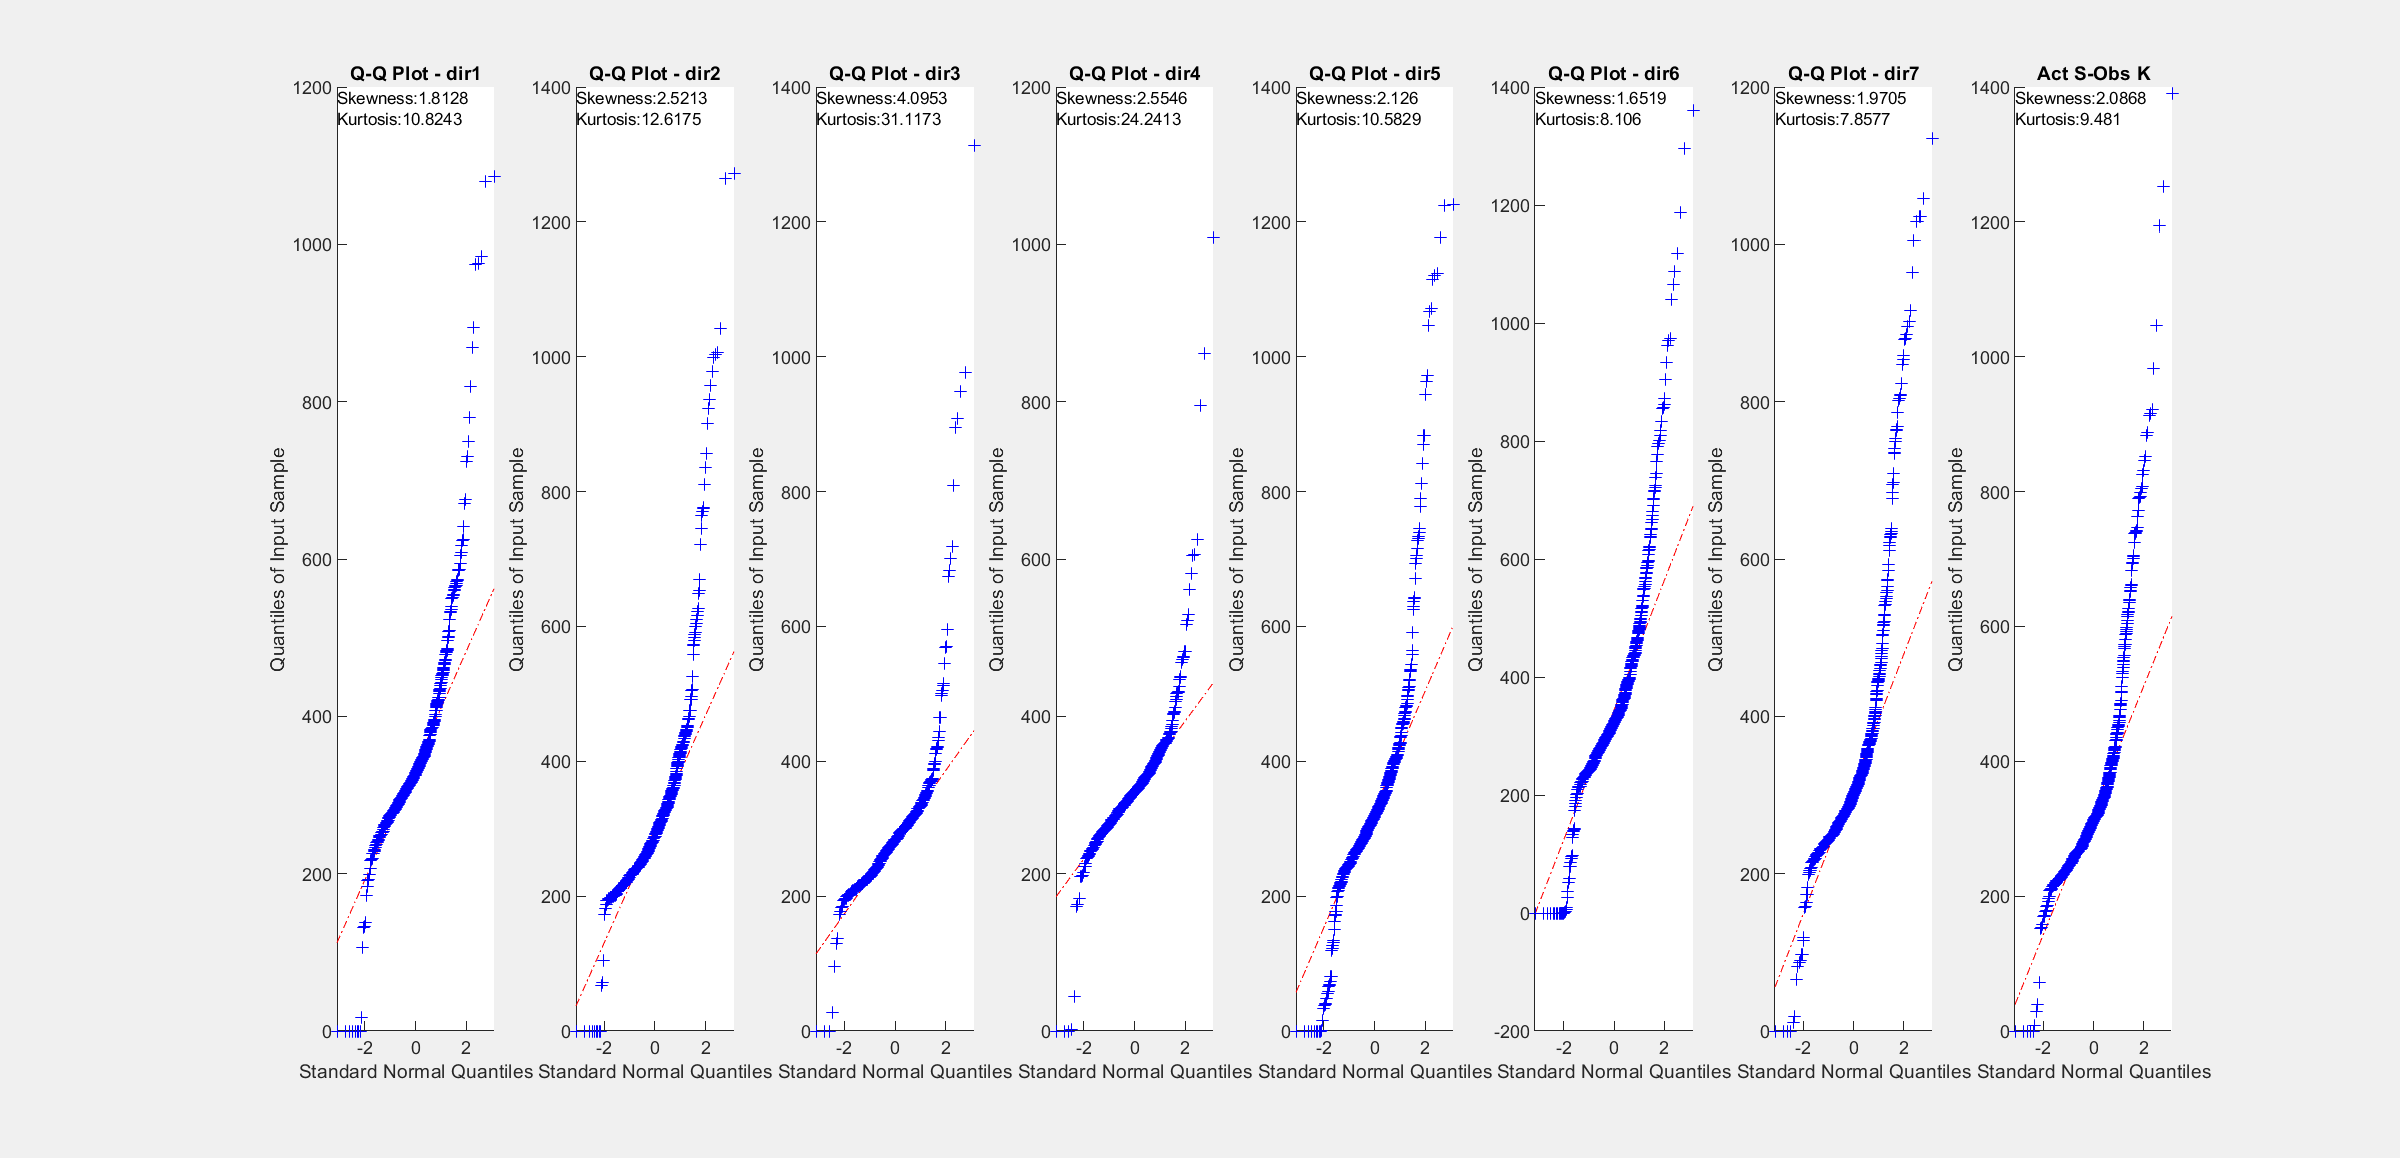 Q-Q Plot - dir1
Skewness:1.8128
Kurtosis:10.8243
1200
1000
800
600
400
200
0
-2 0 2
Quantiles of Input Sample
Standard Normal Quantiles
Q-Q Plot - dir2
Skewness:2.5213
Kurtosis:12.6175
1400
1200
1000
800
600
400
200
0
-2 0 2
Quantiles of Input Sample
Standard Normal Quantiles
Q-Q Plot - dir3
Skewness:4.0953
Kurtosis:31.1173
1400
1200
1000
800
600
400
200
0
-2 0 2
Quantiles of Input Sample
Standard Normal Quantiles
Q-Q Plot - dir4
Skewness:2.5546
Kurtosis:24.2413
1200
1000
800
600
400
200
0
-2 0 2
Quantiles of Input Sample
Standard Normal Quantiles
Q-Q Plot - dir5
Skewness:2.126
Kurtosis:10.5829
1400
1200
1000
800
600
400
200
0
-2 0 2
Quantiles of Input Sample
Standard Normal Quantiles
Q-Q Plot - dir6
Skewness:1.6519
Kurtosis:8.106
1400
1200
1000
800
600
400
200
0
-200
-2 0 2
Quantiles of Input Sample
Standard Normal Quantiles
Q-Q Plot - dir7
Skewness:1.9705
Kurtosis:7.8577
1200
1000
800
600
400
200
0
-2 0 2
Quantiles of Input Sample
Standard Normal Quantiles
Act S-Obs K
Skewness:2.0868
Kurtosis:9.481
1400
1200
1000
800
600
400
200
0
-2 0 2
Quantiles of Input Sample
Standard Normal Quantiles